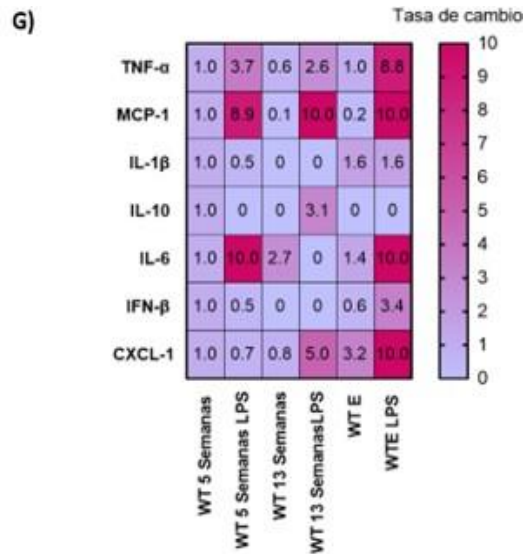 G)
Tasa de cambio
TNF-α 1.0 3.7 0.6 2.6 1.0 8.8
MCP-1 1.0 8.9 0.1 10.0 0.2 10.0
IL-1β 1.0 0.5 0 0 1.6 1.6
IL-10 1.0 0 0 3.1 0 0
IL-6 1.0 10.0 2.7 0 1.4 10.0
IFN-β 1.0 0.5 0 0 0.6 3.4
CXCL-1 1.0 0.7 0.8 5.0 3.2 10.0
10
9
8
7
6
5
4
3
2
1
0
WT 5 Semanas
WT 5 Semanas LPS
WT 13 Semanas
WT 13 SemanasLPS
WT E
WTE LPS